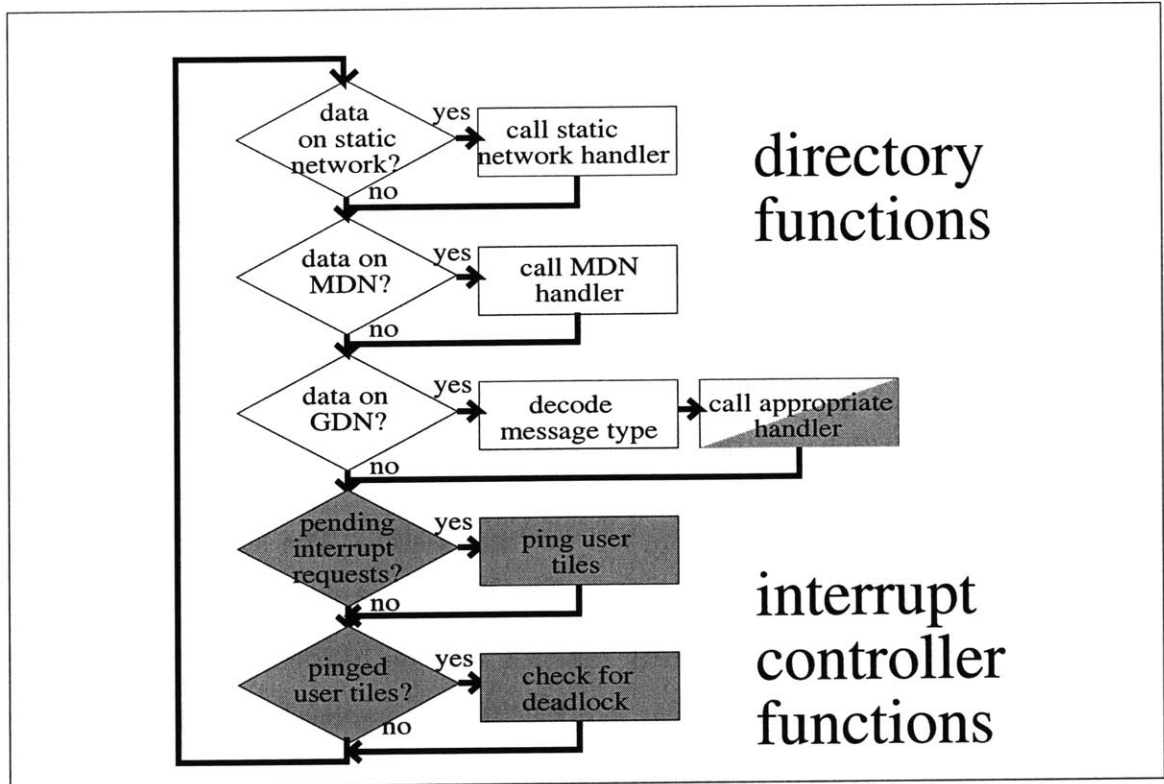 data
on static
network?
yes
call static
network handler
no
directory
functions
data on
MDN?
yes
call MDN
handler
no
data on
GDN?
yes
decode
message type
call appropriate
handler
no
pending
interrupt
requests?
yes
ping user
tiles
no
interrupt
controller
functions
pinged
user tiles?
yes
check for
deadlock
no